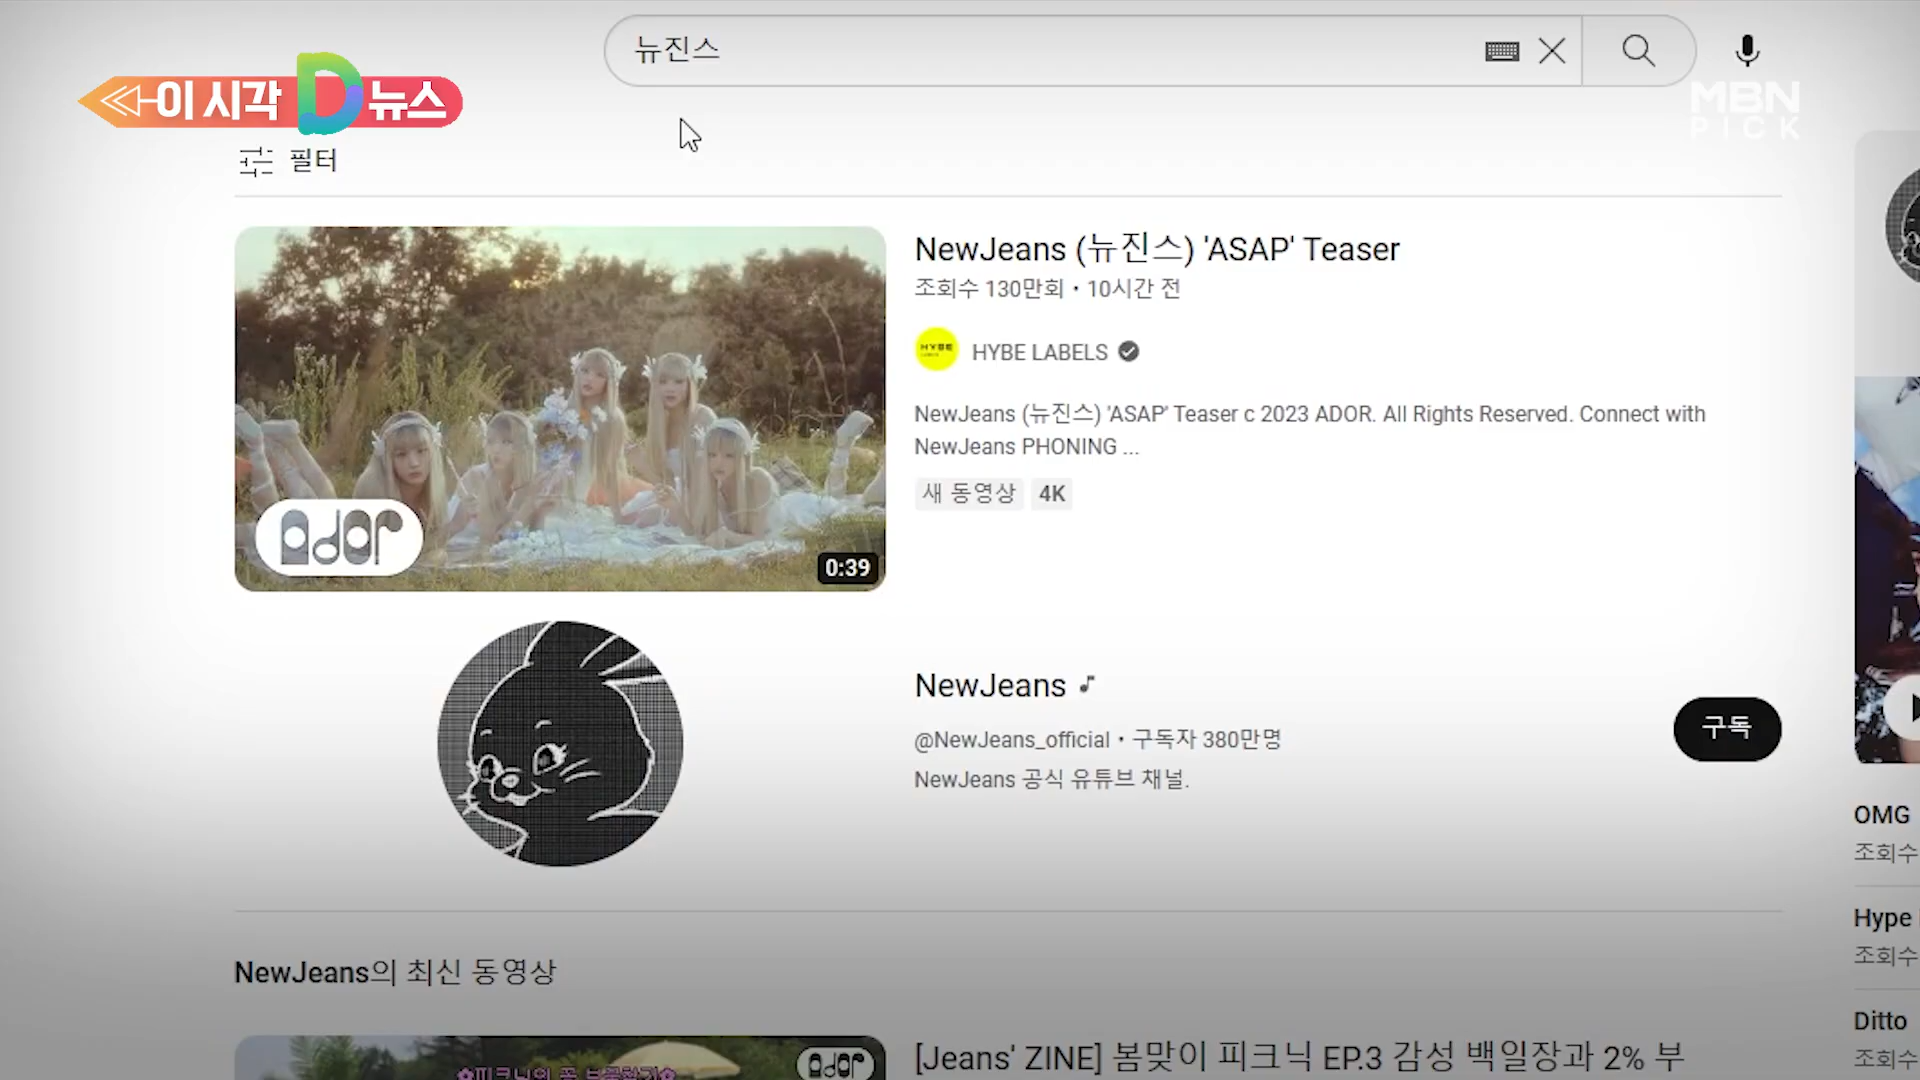 뉴진스
이 시각 D 뉴스
MBN
PICK
필터
NewJeans (뉴진스) 'ASAP' Teaser
조회수 130만회 • 10시간 전
HYBE LABELS
HYBE LABELS
NewJeans (뉴진스) 'ASAP' Teaser c 2023 ADOR. All Rights Reserved. Connect with
NewJeans PHONING ...
새 동영상 4K
ador
0:39
NewJeans
@NewJeans_official • 구독자 380만명
NewJeans 공식 유튜브 채널.
구독
OMG
조회수
Hype
조회수
NewJeans의 최신 동영상
Ditto
조회수
ador
[Jeans' ZINE] 봄맞이 피크닉 EP.3 감성 백일장과 2% 부